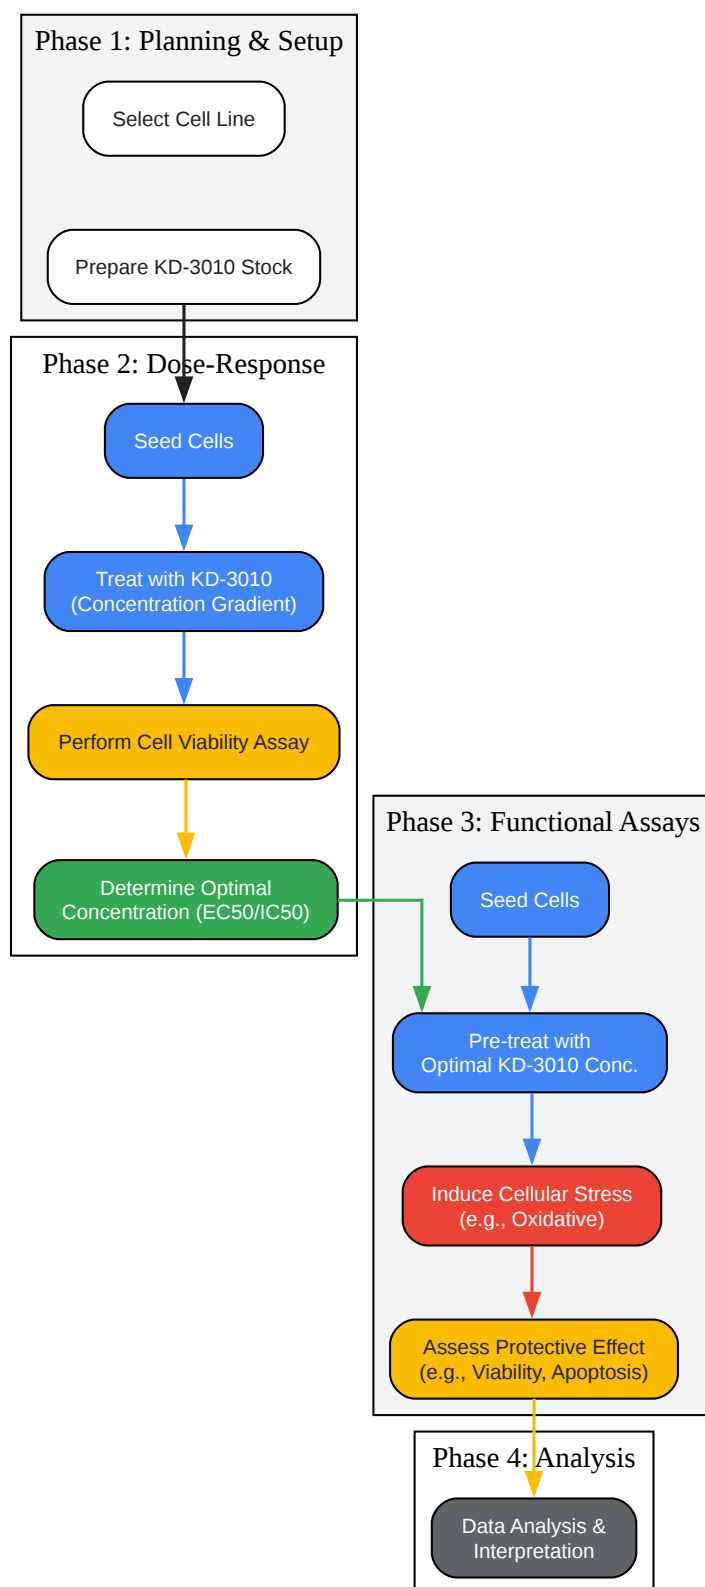 Phase 1: Planning & Setup
Select Cell Line
Prepare KD-3010 Stock
Phase 2: Dose-Response
Seed Cells
Treat with KD-3010
(Concentration Gradient)
Perform Cell Viability Assay
Determine Optimal
Concentration (EC50/IC50)
Phase 3: Functional Assays
Seed Cells
Pre-treat with
Optimal KD-3010 Conc.
Induce Cellular Stress
(e.g., Oxidative)
Assess Protective Effect
(e.g., Viability, Apoptosis)
Phase 4: Analysis
Data Analysis &
Interpretation